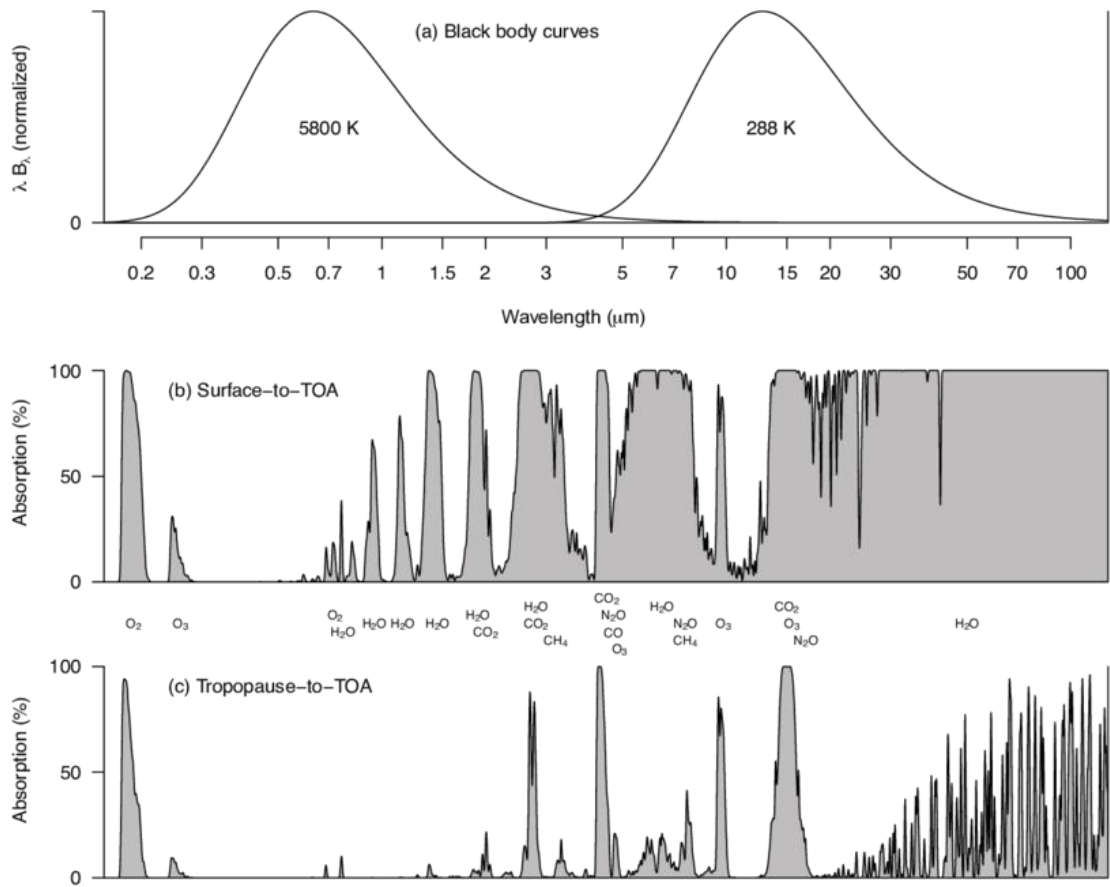 (a) Black body curves
λ Bλ (normalized)
5800 K
288 K
0
0.2 0.3 0.5 0.7 1 1.5 2 3 5 7 10 15 20 30 50 70 100
Wavelength (μm)
(b) Surface−to−TOA
Absorption (%)
100
50
0
O₂ O₃ O₂ H₂O H₂O H₂O H₂O H₂O CO₂ H₂O CO₂ CH₄ CO₂ N₂O CO O₃ H₂O N₂O CH₄ O₃ CO₂ O₃ N₂O H₂O
(c) Tropopause−to−TOA
Absorption (%)
100
50
0